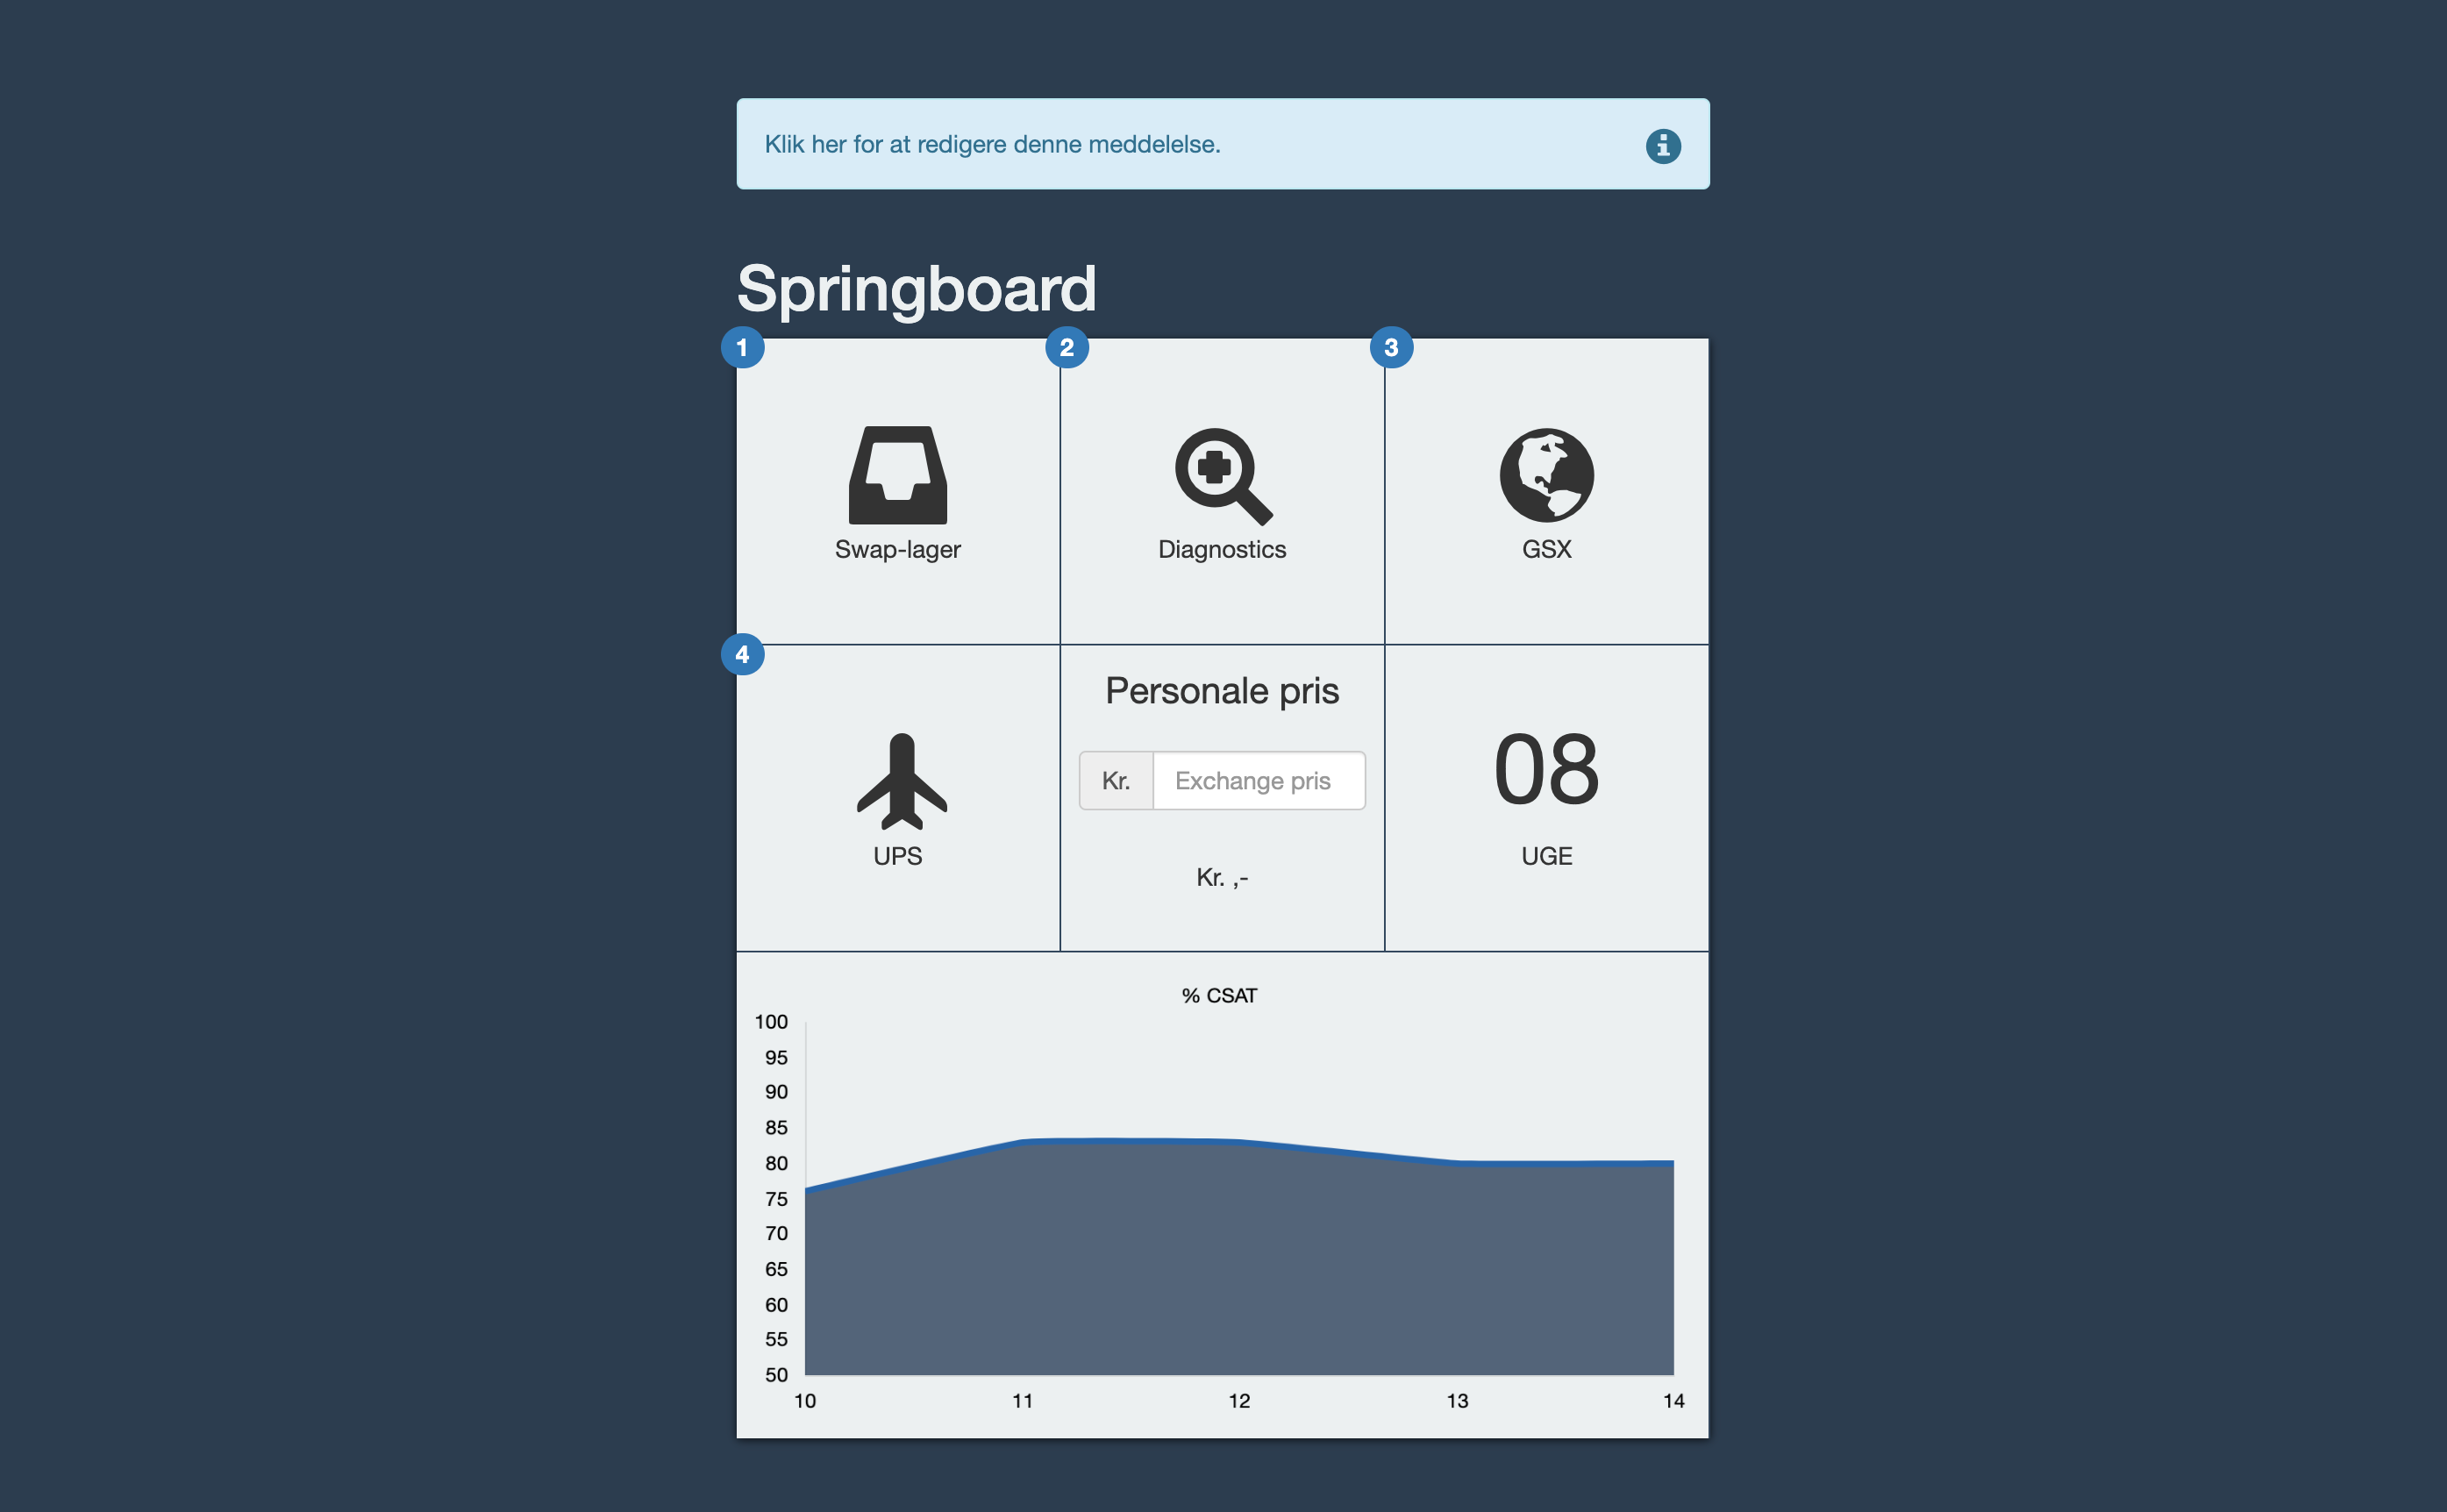 Klik her for at redigere denne meddelelse.
Springboard
1
2
3
Swap-lager
Diagnostics
GSX
4
Personale pris
Kr.
Exchange pris
Kr. ,-
UPS
08
UGE
% CSAT
100
95
90
85
80
75
70
65
60
55
50
10
11
12
13
14